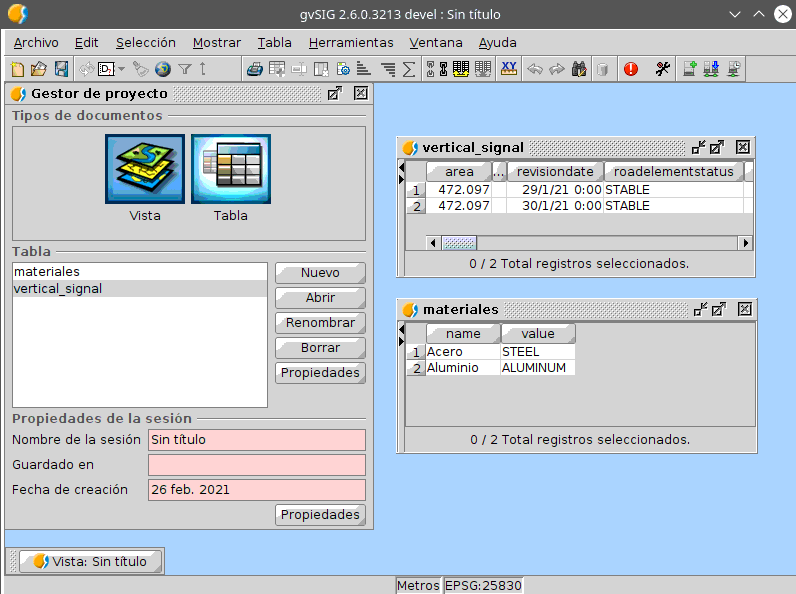 gvSIG 2.6.0.3213 devel : Sin título
Archivo Edit Selección Mostrar Tabla Herramientas Ventana Ayuda
Gestor de proyecto
Tipos de documentos
Vista
Tabla
Tabla
materiales
vertical_signal
Nuevo
Abrir
Renombrar
Borrar
Propiedades
Propiedades de la sesión
Nombre de la sesión Sin título
Guardado en
Fecha de creación 26 feb. 2021
Propiedades
vertical_signal
area ... revisiondate roadelementstatus
1 472.097 29/1/21 0:00 STABLE
2 472.097 30/1/21 0:00 STABLE
0 / 2 Total registros seleccionados.
materiales
name value
1 Acero STEEL
2 Aluminio ALUMINUM
0 / 2 Total registros seleccionados.
Vista: Sin título
Metros EPSG:25830